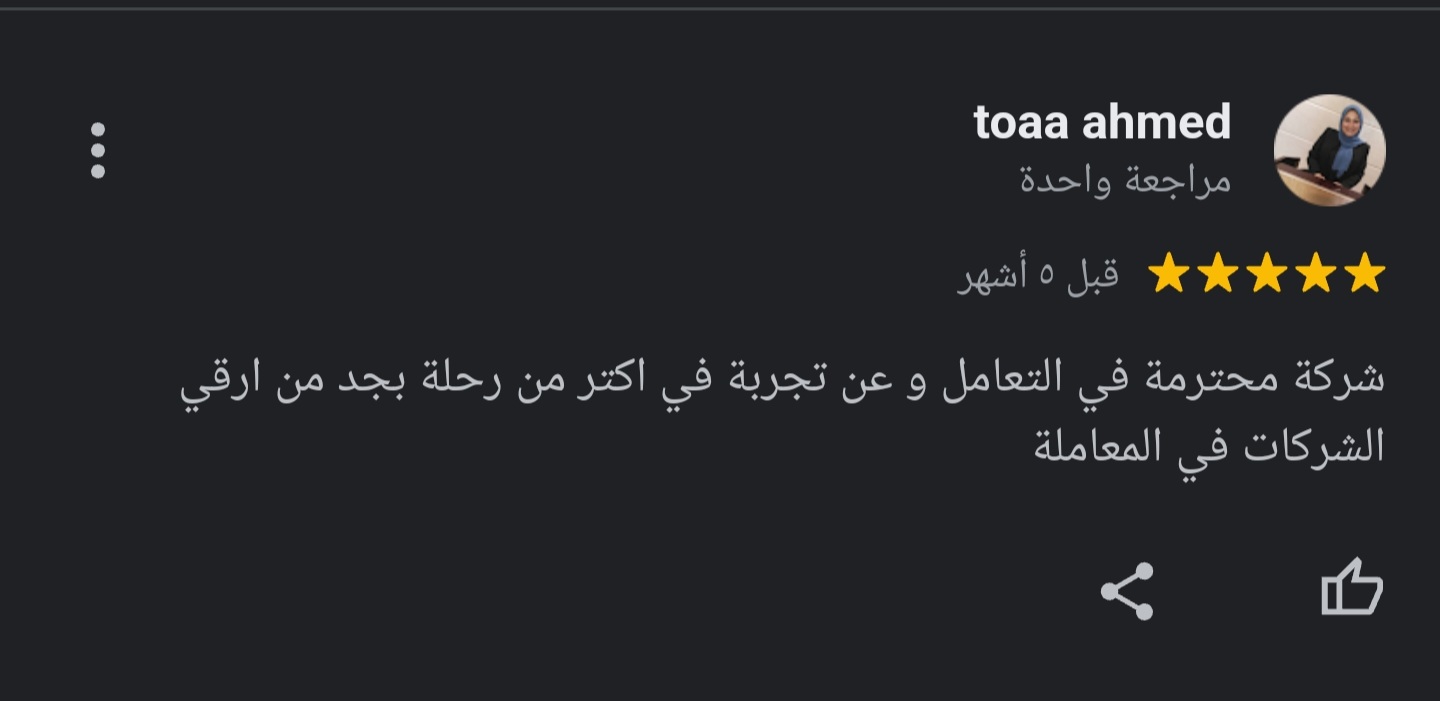 toaa ahmed
مراجعة واحدة
قبل ٥ أشهر
شركة محترمة في التعامل و عن تجربة في اكتر من رحلة بجد من ارقي
الشركات في المعاملة